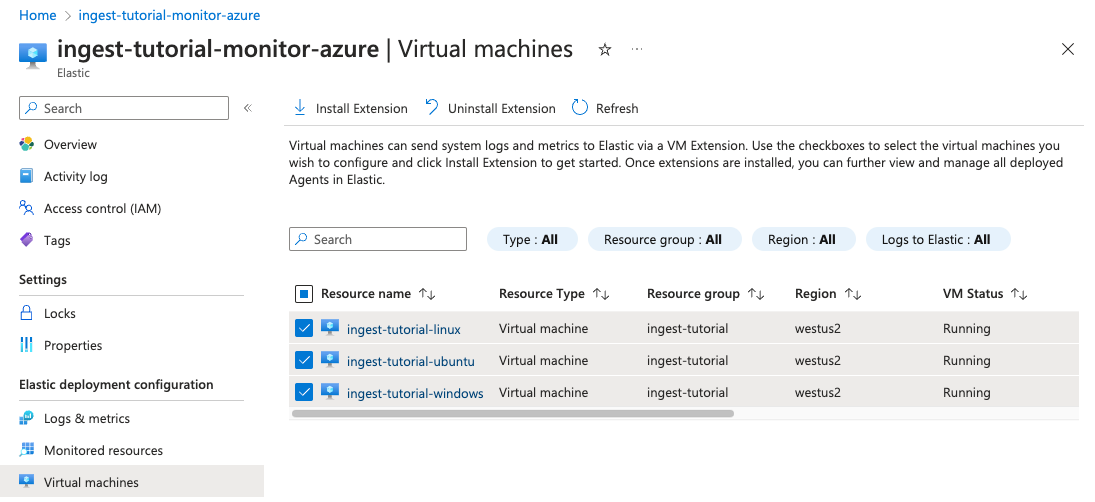 Home > ingest-tutorial-monitor-azure
ingest-tutorial-monitor-azure | Virtual machines
Elastic
Search
Overview
Activity log
Access control (IAM)
Tags
Settings
Locks
Properties
Elastic deployment configuration
Logs & metrics
Monitored resources
Virtual machines
Install Extension Uninstall Extension Refresh
Virtual machines can send system logs and metrics to Elastic via a VM Extension. Use the checkboxes to select the virtual machines you
wish to configure and click Install Extension to get started. Once extensions are installed, you can further view and manage all deployed
Agents in Elastic.
Search Type : All Resource group : All Region : All Logs to Elastic : All
Resource name Resource Type Resource group Region VM Status
ingest-tutorial-linux Virtual machine ingest-tutorial westus2 Running
ingest-tutorial-ubuntu Virtual machine ingest-tutorial westus2 Running
ingest-tutorial-windows Virtual machine ingest-tutorial westus2 Running